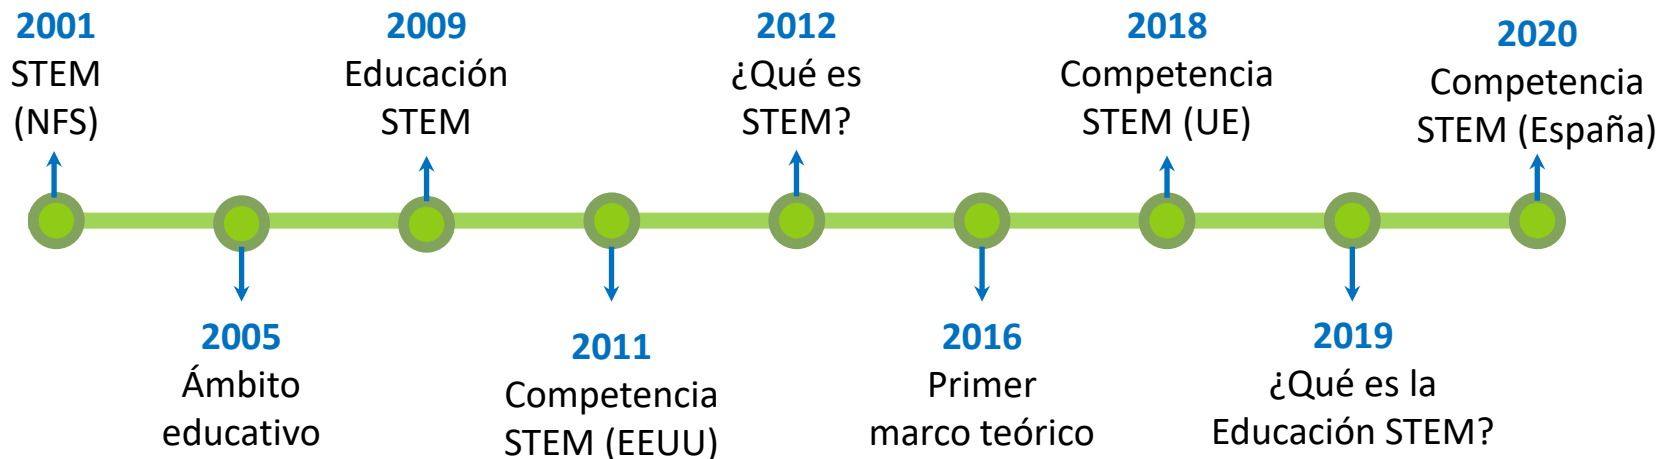 2001
STEM
(NFS)
2005
Ámbito
educativo
2009
Educación
STEM
2011
Competencia
STEM (EEUU)
2012
¿Qué es
STEM?
2016
Primer
marco teórico
2018
Competencia
STEM (UE)
2019
¿Qué es la
Educación STEM?
2020
Competencia
STEM (España)